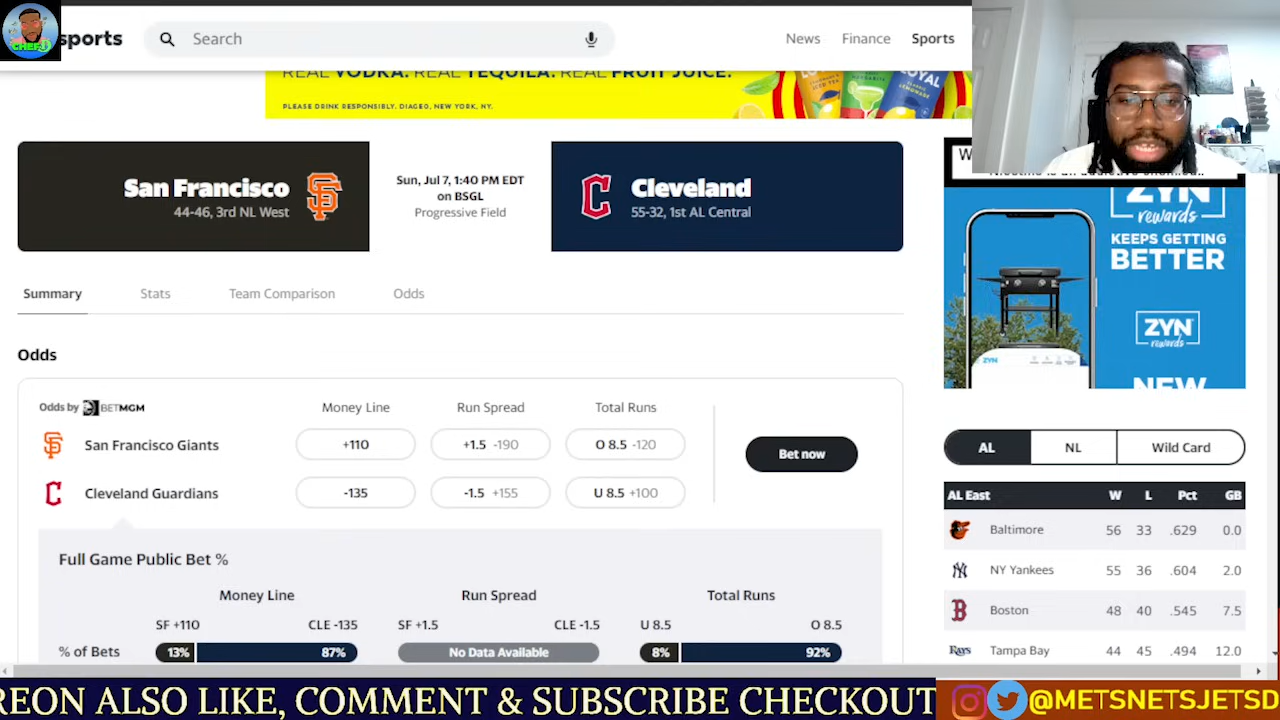 CHEFJ
sports
Search
News
Finance
Sports
REAL VODKA. REAL TEQUILA. REAL FRUIT JUICE.
PLEASE DRINK RESPONSIBLY. DIAGEO, NEW YORK, NY.
San Francisco
44-46, 3rd NL West
Sun, Jul 7, 1:40 PM EDT
on BSGL
Progressive Field
Cleveland
55-32, 1st AL Central
ZYN
rewards
KEEPS GETTING
BETTER
ZYN
rewards
ZYN
NEW
Summary
Stats
Team Comparison
Odds
Odds
Odds by BETMGM
Money Line
Run Spread
Total Runs
San Francisco Giants
+110
+1.5 -190
O 8.5 -120
Cleveland Guardians
-135
-1.5 +155
U 8.5 +100
Bet now
Full Game Public Bet %
Money Line
Run Spread
Total Runs
SF +110
CLE -135
SF +1.5
CLE -1.5
U 8.5
O 8.5
% of Bets
13%
87%
No Data Available
8%
92%
AL
NL
Wild Card
AL East W L Pct GB
Baltimore 56 33 .629 0.0
NY Yankees 55 36 .604 2.0
Boston 48 40 .545 7.5
Rays Tampa Bay 44 45 .494 12.0
REON ALSO LIKE, COMMENT & SUBSCRIBE CHECKOUT
@METSNETSJETSD